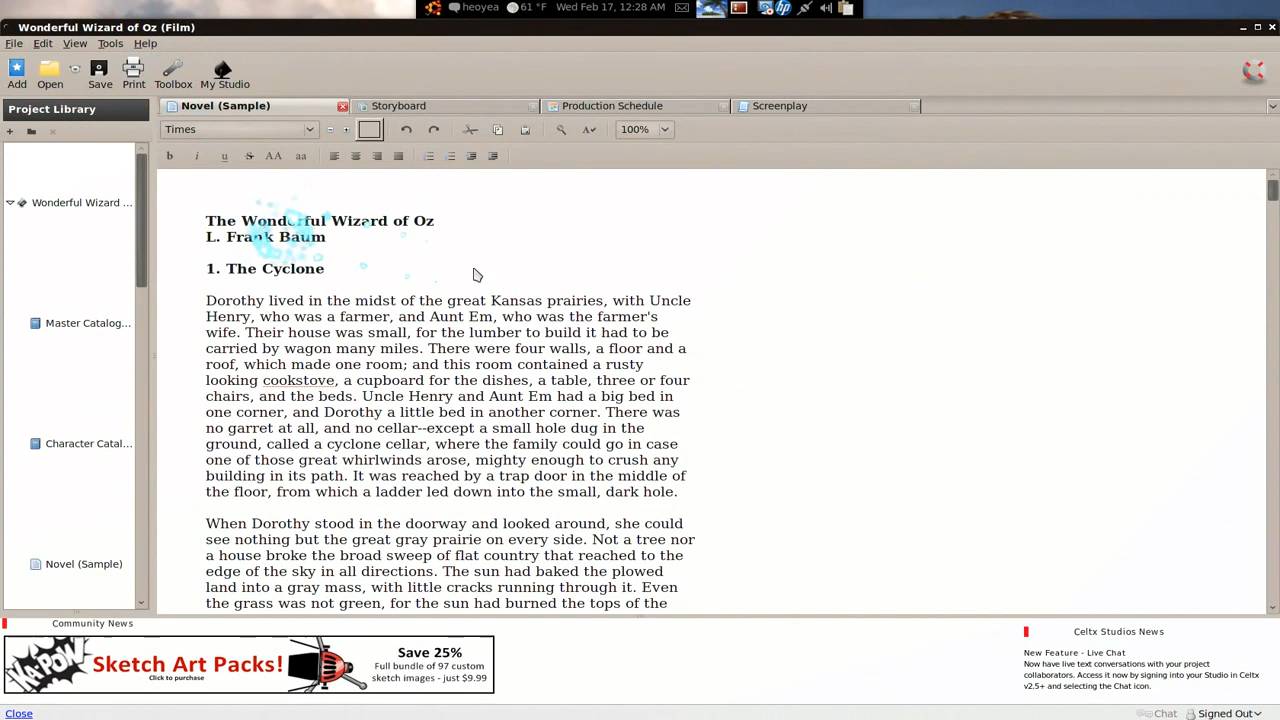 heoyea 61 °F Wed Feb 17, 12:28 AM
Wonderful Wizard of Oz (Film)
File Edit View Tools Help
Add Open Save Print Toolbox My Studio
Project Library
Novel (Sample) Storyboard Production Schedule Screenplay
Times 100%
b i u S AA aa
Wonderful Wizard ...
Master Catalog...
Character Catal...
Novel (Sample)
The Wonderful Wizard of Oz
L. Frank Baum
1. The Cyclone
Dorothy lived in the midst of the great Kansas prairies, with Uncle
Henry, who was a farmer, and Aunt Em, who was the farmer's
wife. Their house was small, for the lumber to build it had to be
carried by wagon many miles. There were four walls, a floor and a
roof, which made one room; and this room contained a rusty
looking cookstove, a cupboard for the dishes, a table, three or four
chairs, and the beds. Uncle Henry and Aunt Em had a big bed in
one corner, and Dorothy a little bed in another corner. There was
no garret at all, and no cellar--except a small hole dug in the
ground, called a cyclone cellar, where the family could go in case
one of those great whirlwinds arose, mighty enough to crush any
building in its path. It was reached by a trap door in the middle of
the floor, from which a ladder led down into the small, dark hole.
When Dorothy stood in the doorway and looked around, she could
see nothing but the great gray prairie on every side. Not a tree nor
a house broke the broad sweep of flat country that reached to the
edge of the sky in all directions. The sun had baked the plowed
land into a gray mass, with little cracks running through it. Even
the grass was not green, for the sun had burned the tops of the
Community News
KA-POW
Sketch Art Packs!
Click to purchase
Save 25%
Full bundle of 97 custom
sketch images - just $9.99
Celtx Studios News
New Feature - Live Chat
Now have live text conversations with your project
collaborators. Access it now by signing into your Studio in Celtx
v2.5+ and selecting the Chat icon.
Close
Chat Signed Out